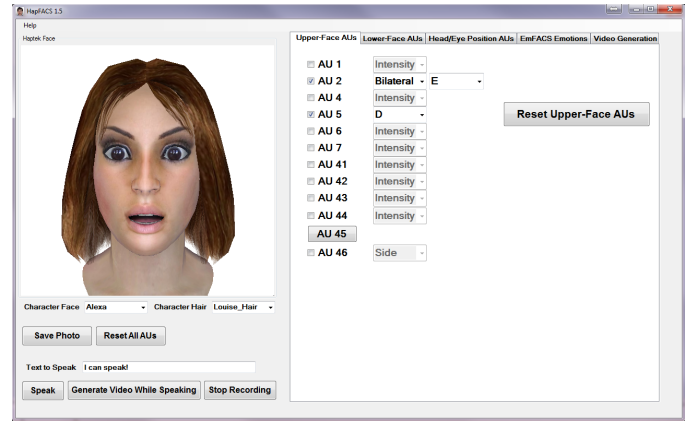 HapFACS 1.5
Help
Haptek Face
Upper-Face AUs Lower-Face AUs Head/Eye Position AUs EmFACS Emotions Video Generation
AU 1 Intensity
AU 2 Bilateral E
AU 4 Intensity
AU 5 D
Reset Upper-Face AUs
AU 6 Intensity
AU 7 Intensity
AU 41 Intensity
AU 42 Intensity
AU 43 Intensity
AU 44 Intensity
AU 45
AU 46 Side
Character Face Alexa Character Hair Louise_Hair
Save Photo Reset All AUs
Text to Speak I can speak!
Speak Generate Video While Speaking Stop Recording